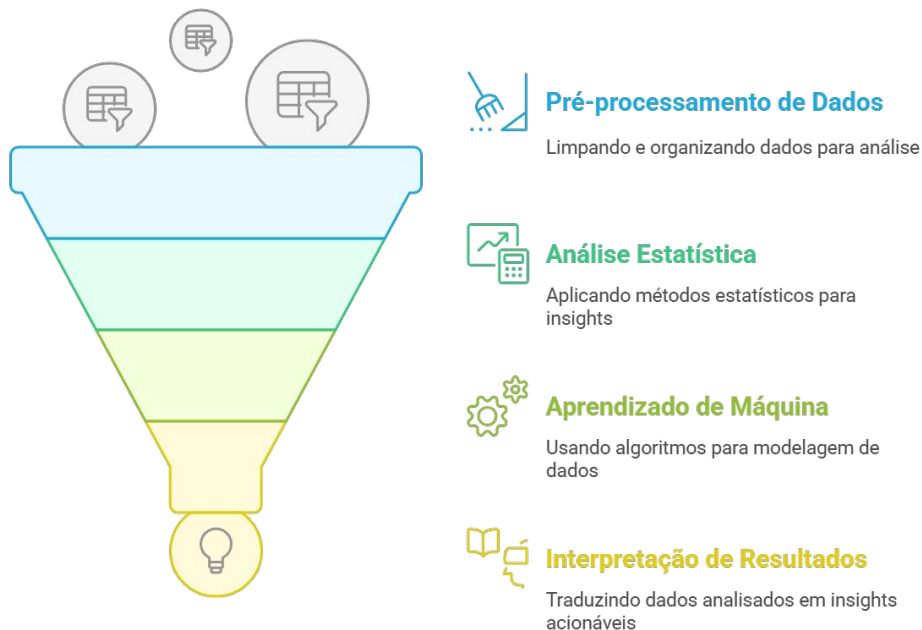 Pré-processamento de Dados
Limpando e organizando dados para análise
Análise Estatística
Aplicando métodos estatísticos para
insights
Aprendizado de Máquina
Usando algoritmos para modelagem de
dados
Interpretação de Resultados
Traduzindo dados analisados em insights
acionáveis